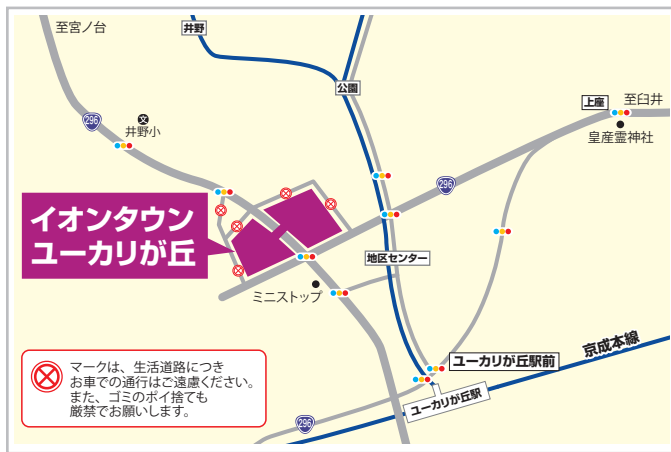 至宮ノ台
井野
公園
上座
至臼井
皇産霊神社
296
文
井野小
296
イオンタウン
ユーカリが丘
地区センター
ミニストップ
マークは、生活道路につき
お車での通行はご遠慮ください。
また、ゴミのポイ捨ても
厳禁でお願いします。
ユーカリが丘駅前
京成本線
ユーカリが丘駅
296